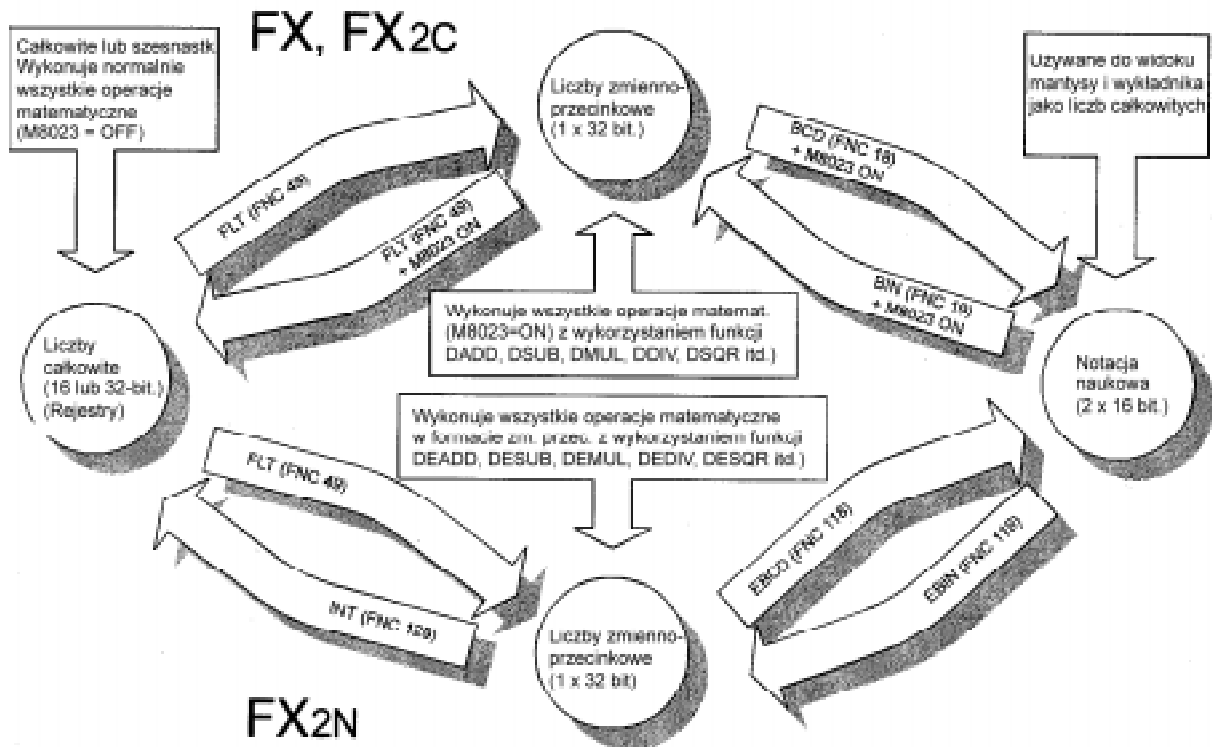 FX, FX2C
Całkowite lub szesnastk.
Wykonuje normalnie
wszystkie operacje
matematyczne
(M8023 = OFF)
Liczby zmienno-
przecinkowe
(1 x 32 bit.)
Używane do widoku
mantysy i wykładnika
jako liczb całkowitych
FLT (FNC 49)
FLT (FNC 49)
+ M8023 ON
BCD (FNC 18)
+ M8023 ON
BIN (FNC 19)
+ M8023 ON
Wykonuje wszystkie operacje matemat.
(M8023=ON) z wykorzystaniem funkcji
DADD, DSUB, DMUL, DDIV, DSQR itd.)
Liczby
całkowite
(16 lub 32-bit.)
(Rejestry)
Notacja
naukowa
(2 x 16 bit.)
Wykonuje wszystkie operacje matematyczne
w formacie zm. przec. z wykorzystaniem funkcji
DEADD, DESUB, DEMUL, DEDIV, DESQR itd.)
FLT (FNC 49)
INT (FNC 129)
EBCD (FNC 118)
EBIN (FNC 119)
Liczby zmienno-
przecinkowe
(1 x 32 bit)
FX2N